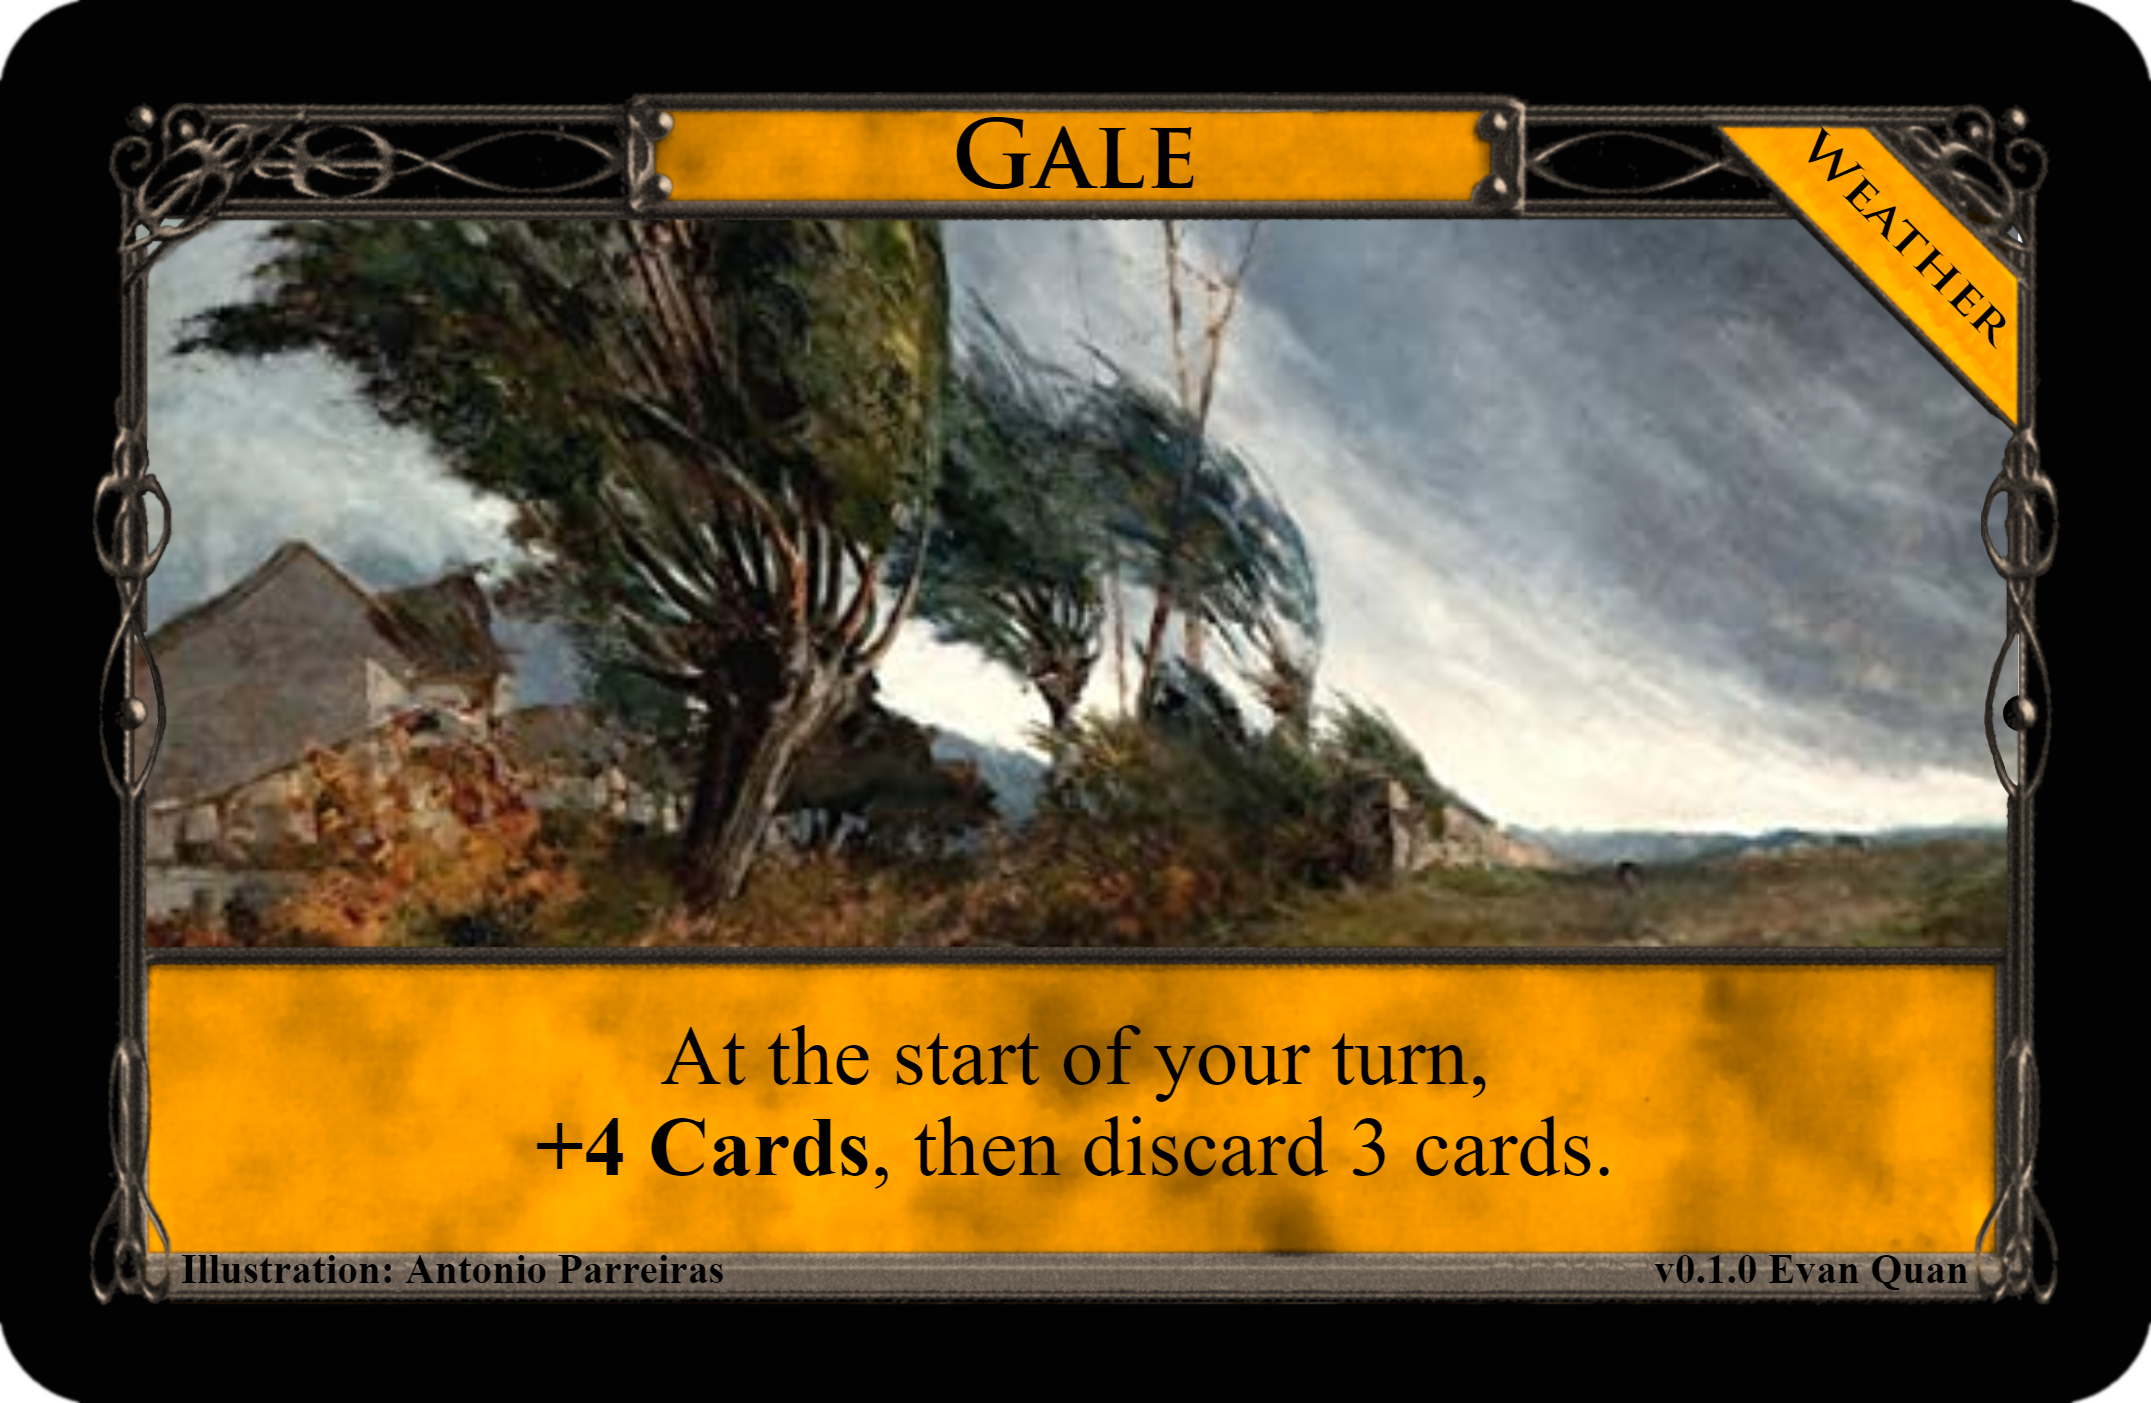 Gale
Weather
At the start of your turn,
+4 Cards, then discard 3 cards.
Illustration: Antonio Parreiras
v0.1.0 Evan Quan